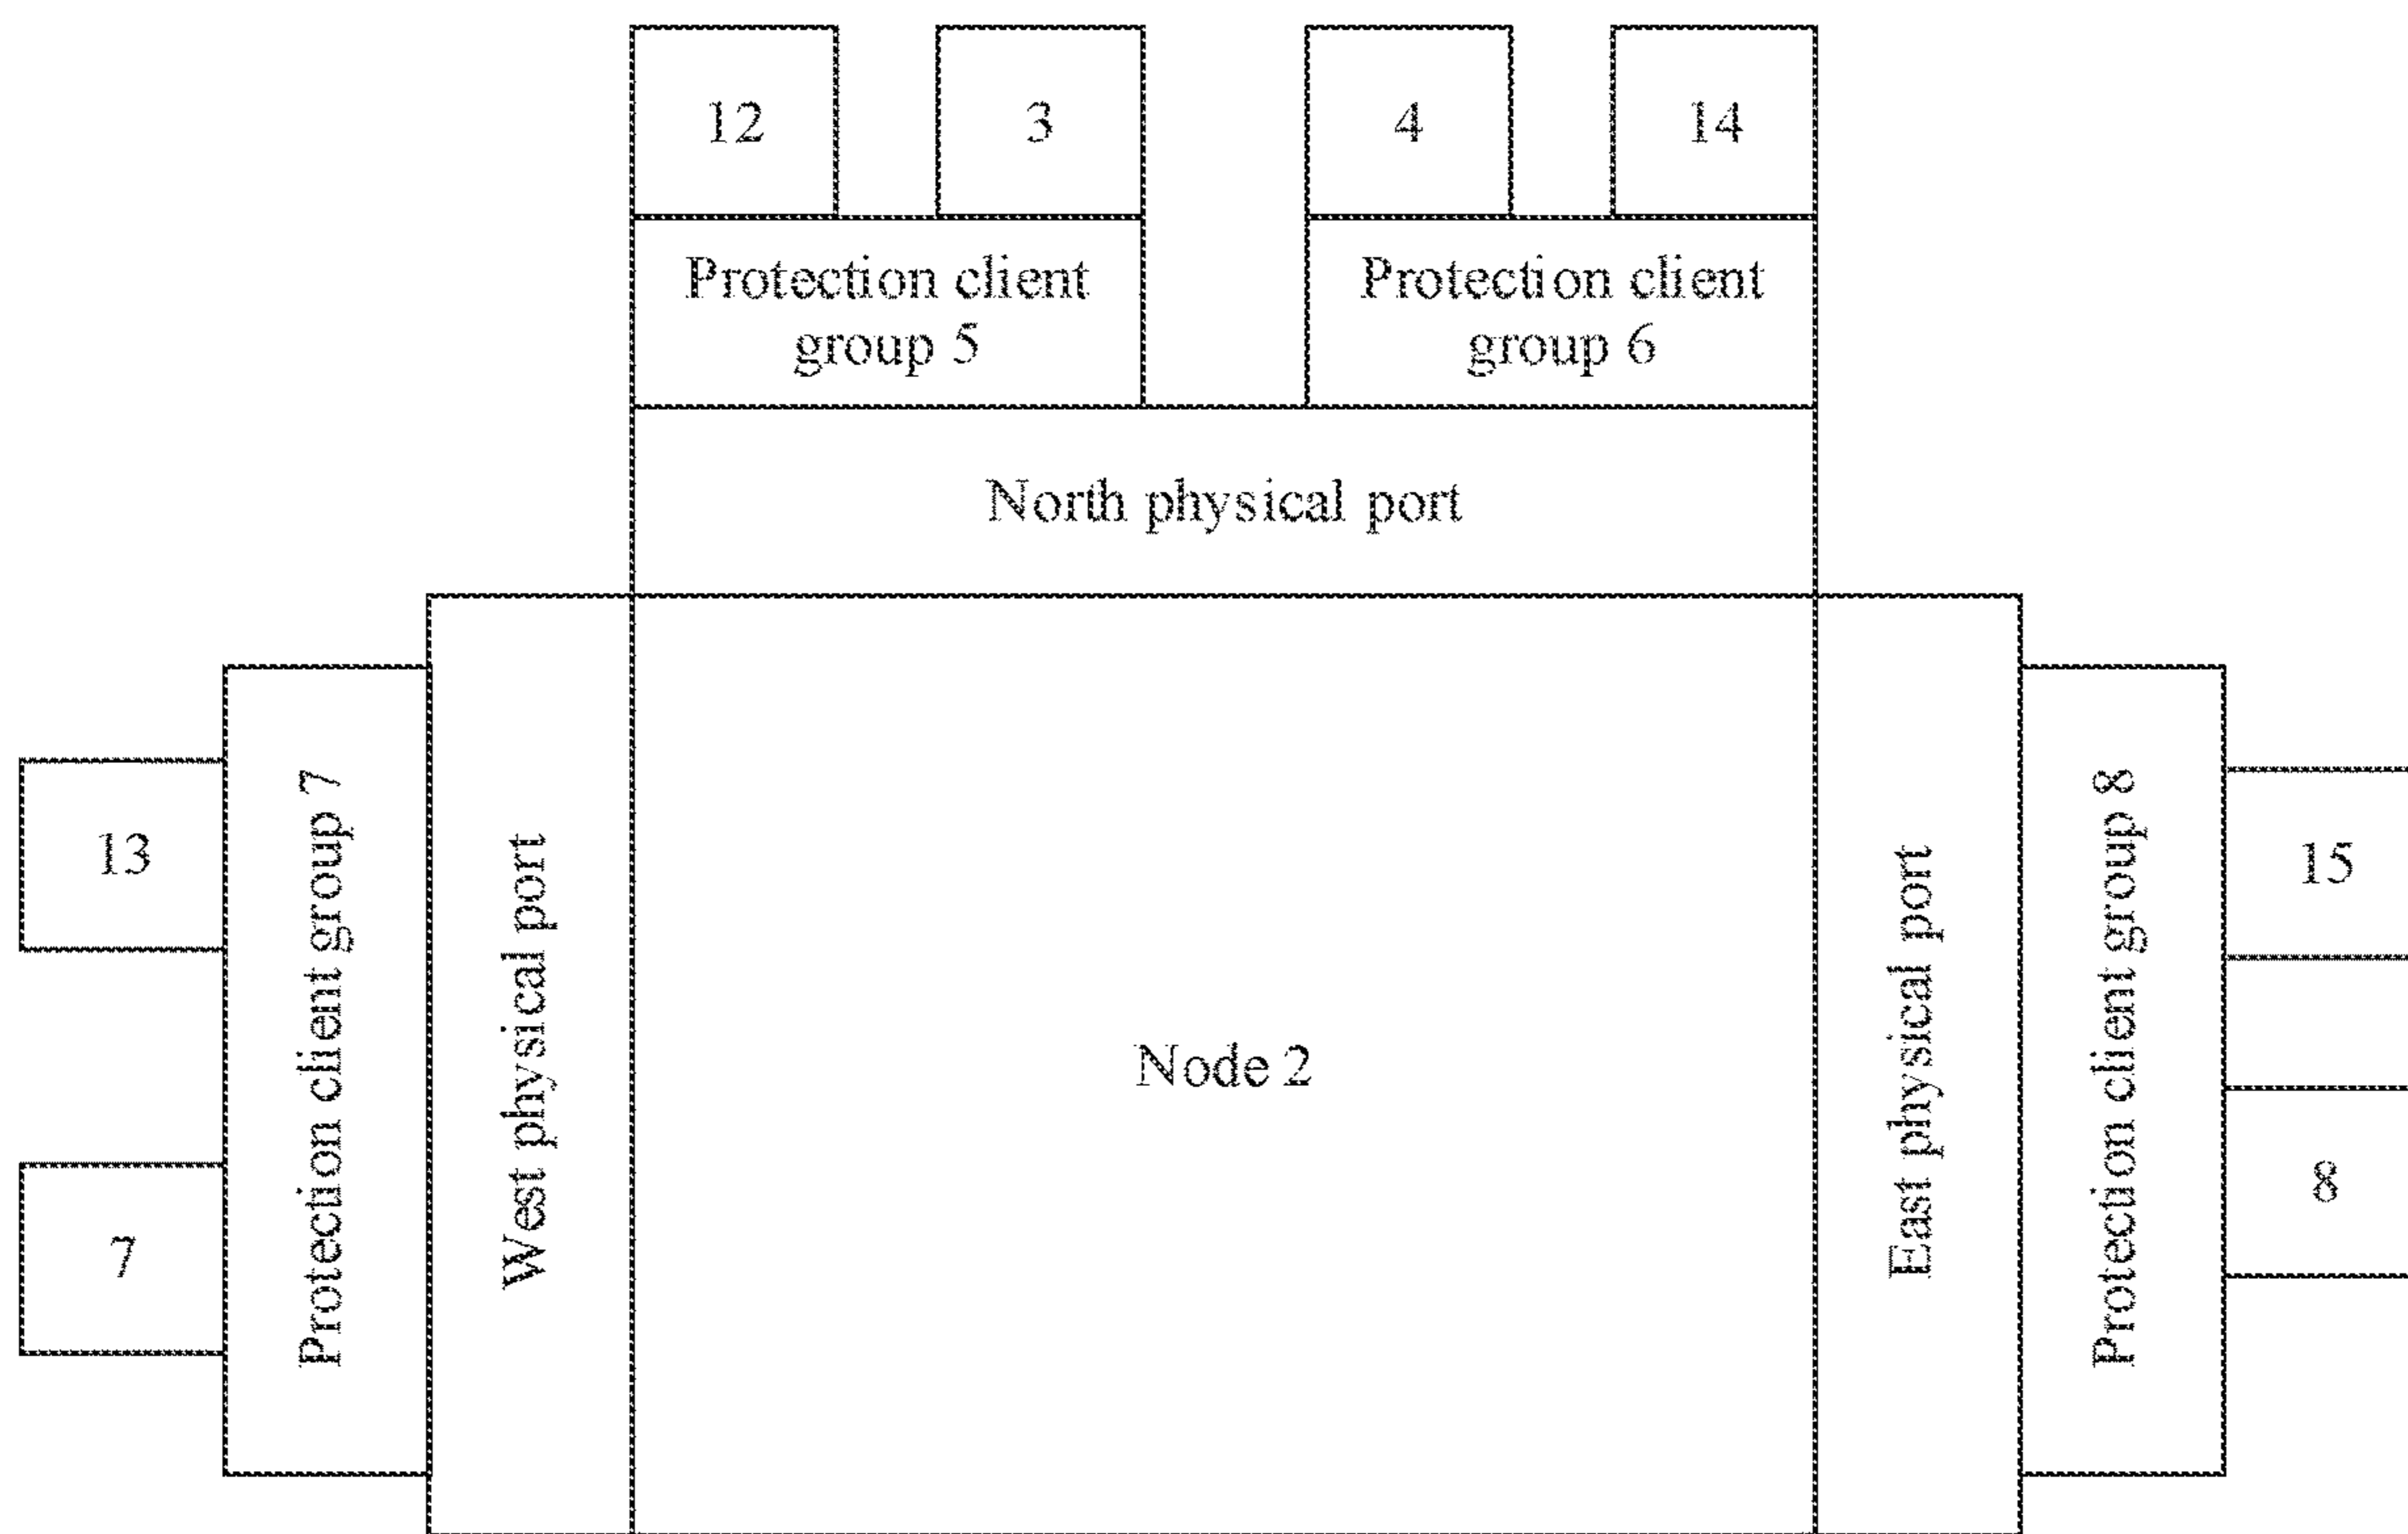 12
3
4
14
Protection client
group 5
Protection client
group 6
North physical port
13
7
Protection client group 7
West physical port
Node 2
East physical port
Protection client group 8
15
8